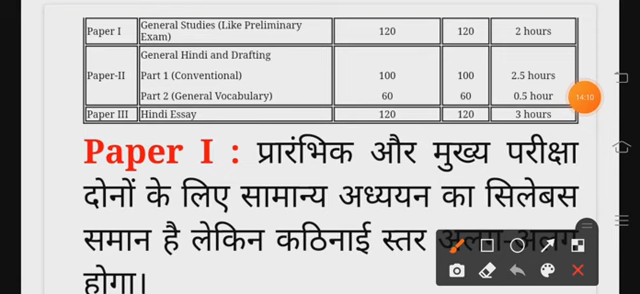 Paper I General Studies (Like Preliminary Exam) 120 120 2 hours
Paper-II General Hindi and Drafting
Part 1 (Conventional) 100 100 2.5 hours
Part 2 (General Vocabulary) 60 60 0.5 hour
Paper III Hindi Essay 120 120 3 hours
14:10
Paper I : प्रारंभिक और मुख्य परीक्षा
दोनों के लिए सामान्य अध्ययन का सिलेबस
समान है लेकिन कठिनाई स्तर अलग-अलग
होगा।